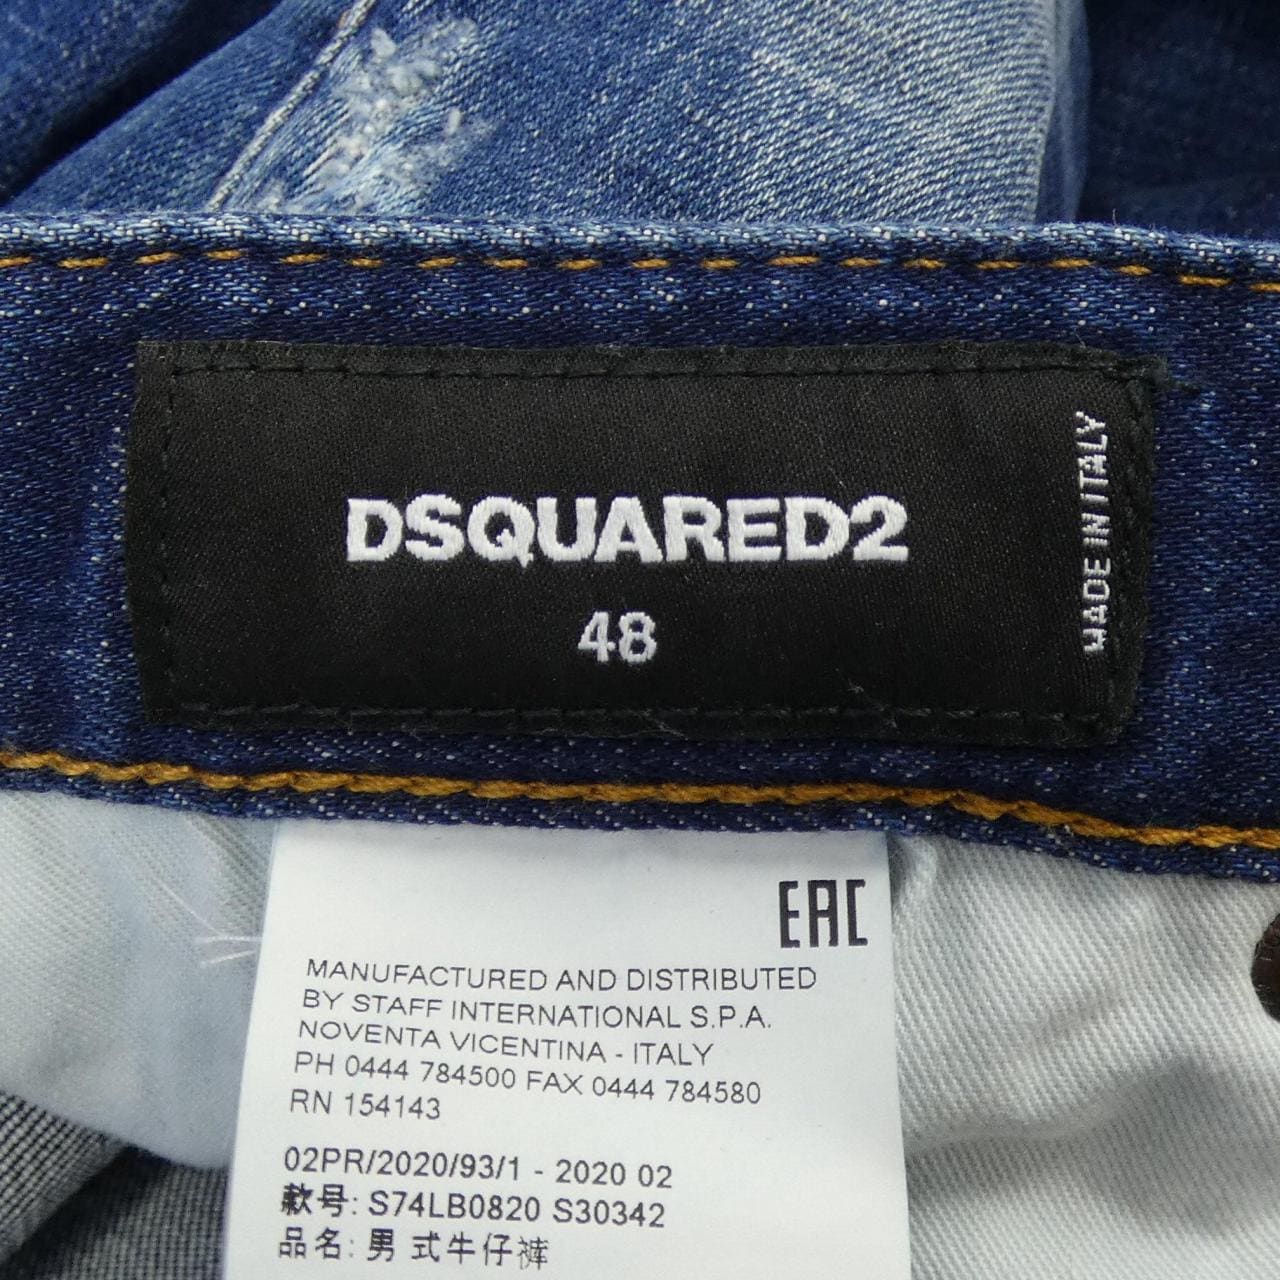 DSQUARED2
48
MADE IN ITALY
EAC
MANUFACTURED AND DISTRIBUTED
BY STAFF INTERNATIONAL S.P.A.
NOVENTA VICENTINA - ITALY
PH 0444 784500 FAX 0444 784580
RN 154143
02PR/2020/93/1 - 2020 02
款号: S74LB0820 S30342
品名: 男 式牛仔褲